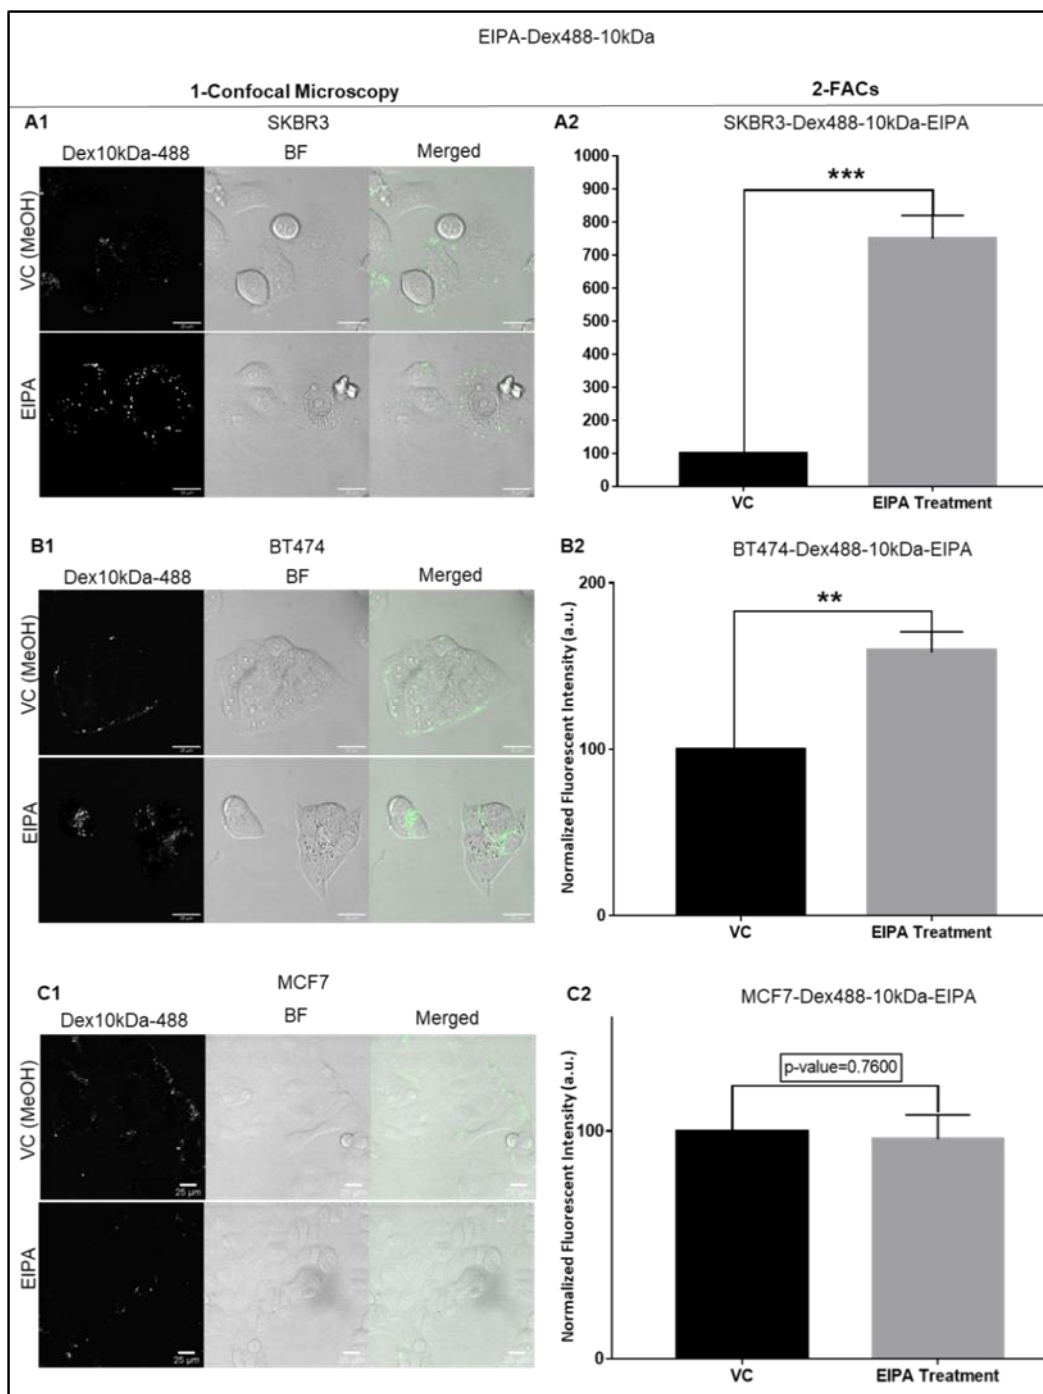 EIPA-Dex488-10kDa
1-Confocal Microscopy
2-FACs
A1
SKBR3
Dex10kDa-488
BF
Merged
VC (MeOH)
EIPA
A2
SKBR3-Dex488-10kDa-EIPA
1000
900
800
700
600
500
400
300
200
100
0
***
VC
EIPA Treatment
B1
BT474
Dex10kDa-488
BF
Merged
VC (MeOH)
EIPA
B2
BT474-Dex488-10kDa-EIPA
Normalized Fluorescent Intensity (a.u.)
200
100
0
**
VC
EIPA Treatment
C1
MCF7
Dex10kDa-488
BF
Merged
VC (MeOH)
25 µm
EIPA
25 µm
C2
MCF7-Dex488-10kDa-EIPA
Normalized Fluorescent Intensity (a.u.)
100
0
p-value=0.7600
VC
EIPA Treatment